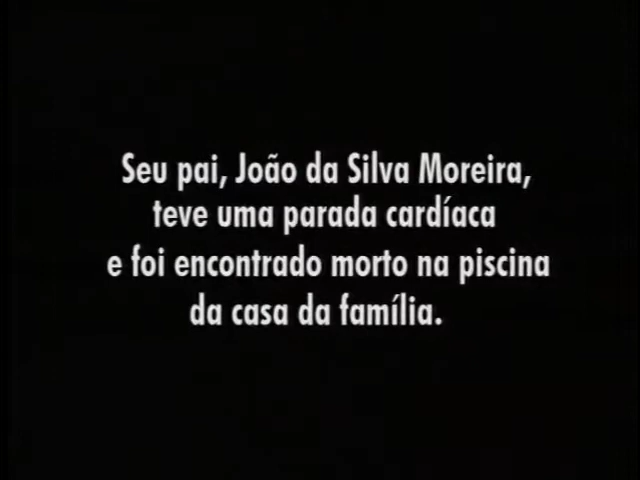 Seu pai, João da Silva Moreira,
teve uma parada cardíaca
e foi encontrado morto na piscina
da casa da família.